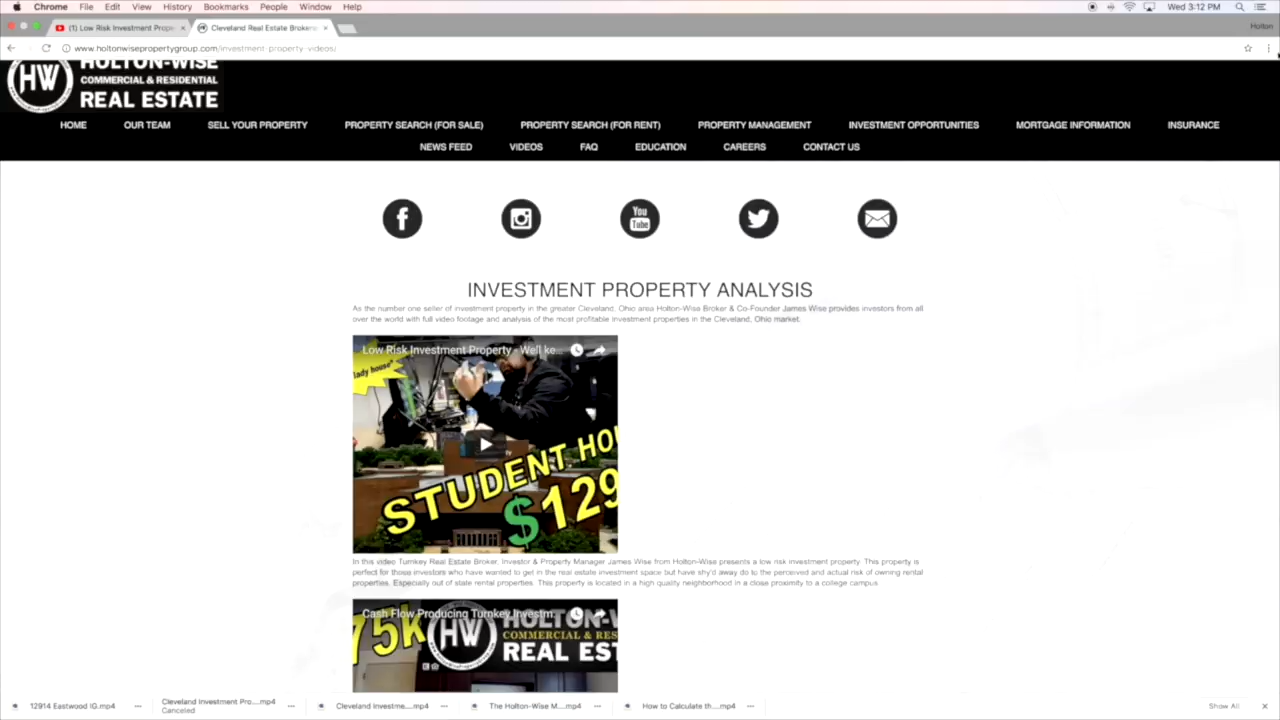 Chrome File Edit View History Bookmarks People Window Help Wed 3:12 PM
(1) Low Risk Investment Prope Cleveland Real Estate Brokers Holton
www.holtonwisepropertygroup.com/investment-property-videos/
HW HOLTON-WISE
COMMERCIAL & RESIDENTIAL
REAL ESTATE
HOME OUR TEAM SELL YOUR PROPERTY PROPERTY SEARCH (FOR SALE) PROPERTY SEARCH (FOR RENT) PROPERTY MANAGEMENT INVESTMENT OPPORTUNITIES MORTGAGE INFORMATION INSURANCE
NEWS FEED VIDEOS FAQ EDUCATION CAREERS CONTACT US
You
Tube
INVESTMENT PROPERTY ANALYSIS
As the number one seller of investment property in the greater Cleveland, Ohio area Holton-Wise Broker & Co-Founder James Wise provides investors from all
over the world with full video footage and analysis of the most profitable investment properties in the Cleveland, Ohio market.
Low Risk Investment Property - Well ke...
lady house"
STUDENT HOU
$129
In this video Turnkey Real Estate Broker, Investor & Property Manager James Wise from Holton-Wise presents a low risk investment property. This property is
perfect for those investors who have wanted to get in the real estate investment space but have shy'd away do to the perceived and actual risk of owning rental
properties. Especially out of state rental properties. This property is located in a high quality neighborhood in a close proximity to a college campus
Cash Flow Producing Turnkey Investm...
75k HW HOLTON-W
COMMERCIAL & RES
REAL EST
12914 Eastwood IG.mp4 Cleveland Investment Pro....mp4 Cleveland Investme....mp4 The Holton-Wise M....mp4 How to Calculate th....mp4 Show All
Canceled